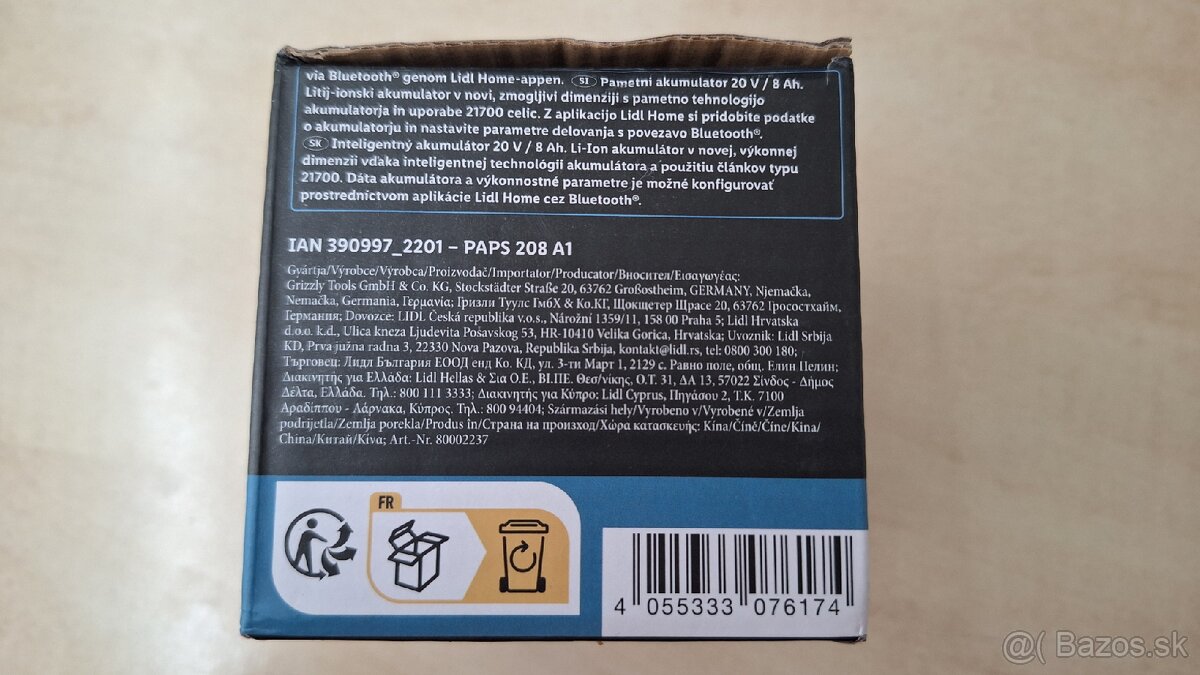 via Bluetooth® genom Lidl Home-appen. SI Pametni akumulator 20 V / 8 Ah.
Litij-ionski akumulator v novi, zmogljivi dimenziji s pametno tehnologijo
akumulatorja in uporabe 21700 celic. Z aplikacijo Lidl Home si pridobite podatke
o akumulatorju in nastavite parametre delovanja s povezavo Bluetooth®.
SK Inteligentný akumulátor 20 V / 8 Ah. Li-Ion akumulátor v novej, výkonnej
dimenzii vďaka inteligentnej technológii akumulátora a použitiu článkov typu
21700. Dáta akumulátora a výkonnostné parametre je možné konfigurovať
prostredníctvom aplikácie Lidl Home cez Bluetooth®.
IAN 390997_2201 – PAPS 208 A1
Gyártja/Výrobce/Výrobca/Proizvođač/Importator/Producator/Вносител/Εισαγωγέας:
Grizzly Tools GmbH & Co. KG, Stockstädter Straße 20, 63762 Großostheim, GERMANY, Njemačka,
Nemačka, Germania, Германия; Гризли Туулс ГмбХ & Ко.КГ, Щокщетер Щрасе 20, 63762 Гросостхайм,
Германия; Dovozce: LIDL Česká republika v.o.s., Nárožní 1359/11, 158 00 Praha 5; Lidl Hrvatska
d.o.o. k.d., Ulica kneza Ljudevita Posavskog 53, HR-10410 Velika Gorica, Hrvatska; Uvoznik: Lidl Srbija
KD, Prva južna radna 3, 22330 Nova Pazova, Republika Srbija, kontakt@lidl.rs, tel: 0800 300 180;
Търговец: Лидл България ЕООД енд Ко. КД, ул. 3-ти Март 1, 2129 с. Равно поле, общ. Елин Пелин;
Διακινητής για Ελλάδα: Lidl Hellas & Σια Ο.Ε., ΒΙ.ΠΕ. Θεσ/νίκης, Ο.Τ. 31, ΔΑ 13, 57022 Σίνδος - Δήμος
Δέλτα, Ελλάδα. Τηλ.: 800 111 3333; Διακινητής για Κύπρο: Lidl Cyprus, Πηγάσου 2, Τ.Κ. 7100
Αραδίππου - Λάρνακα, Κύπρος. Τηλ.: 800 94404; Származási hely/Vyrobeno v/Vyrobené v/Zemlja
podrijetla/Zemlja porekla/Produs în/Страна на произход/Χώρα κατασκευής: Kína/Číně/Číne/Kina/
China/Китай/Κίνα; Art.-Nr. 80002237
FR
4 055333 076174
@( Bazos.sk